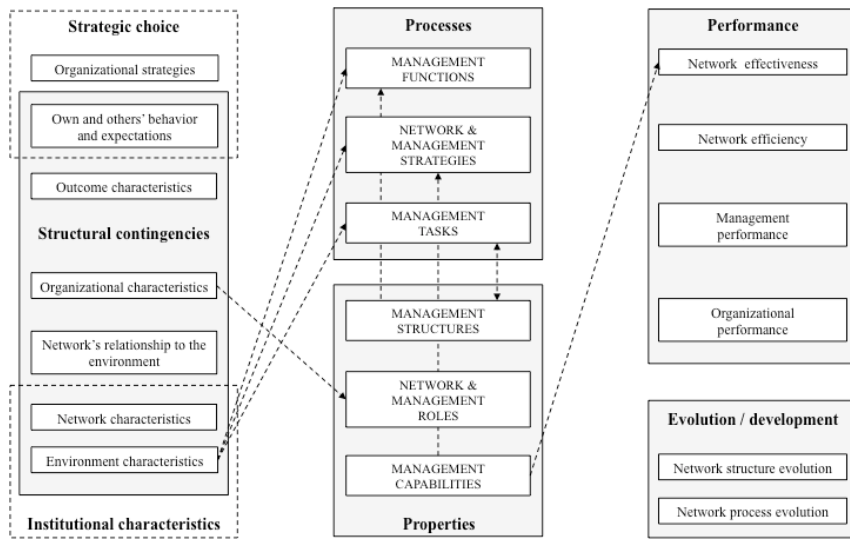 Strategic choice
Organizational strategies
Own and others' behavior
and expectations
Outcome characteristics
Structural contingencies
Organizational characteristics
Network's relationship to the
environment
Network characteristics
Environment characteristics
Institutional characteristics
Processes
MANAGEMENT
FUNCTIONS
NETWORK &
MANAGEMENT
STRATEGIES
MANAGEMENT
TASKS
MANAGEMENT
STRUCTURES
NETWORK &
MANAGEMENT
ROLES
MANAGEMENT
CAPABILITIES
Properties
Performance
Network effectiveness
Network efficiency
Management
performance
Organizational
performance
Evolution / development
Network structure evolution
Network process evolution